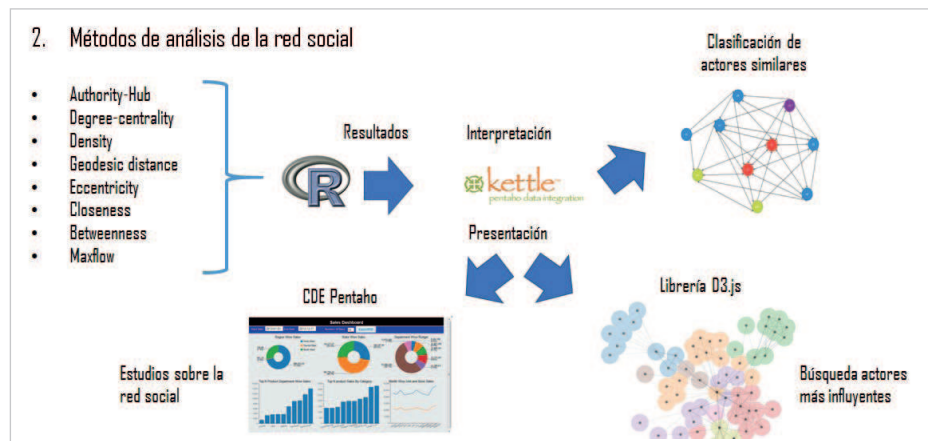 2. Métodos de análisis de la red social
• Authority-Hub
• Degree-centrality
• Density
• Geodesic distance
• Eccentricity
• Closeness
• Betweenness
• Maxflow
Resultados
R
Interpretación
kettle
pentaho data integration
Clasificación de
actores similares
Presentación
CDE Pentaho
Sales Dashboard
Estudios sobre la
red social
Librería D3.js
Búsqueda actores
más influyentes